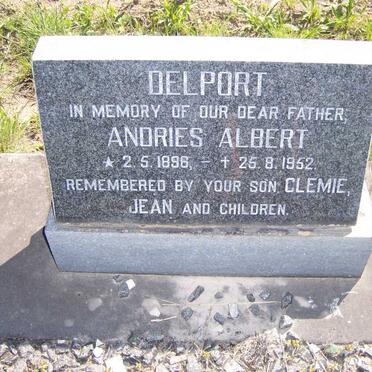 DELPORT
IN MEMORY OF OUR DEAR FATHER,
ANDRIES ALBERT
★ 2.5.1896, – † 25.8.1952.
REMEMBERED BY YOUR SON CLEMIE,
JEAN AND CHILDREN.